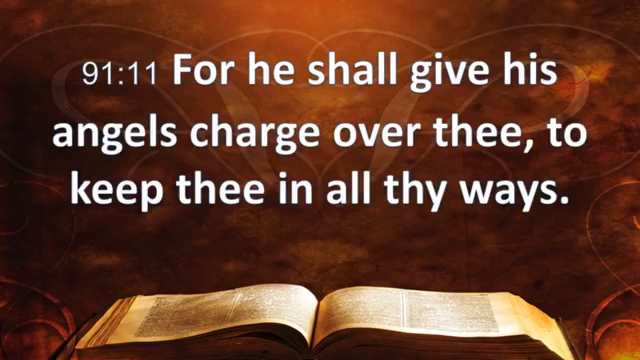 91:11 For he shall give his
angels charge over thee, to
keep thee in all thy ways.